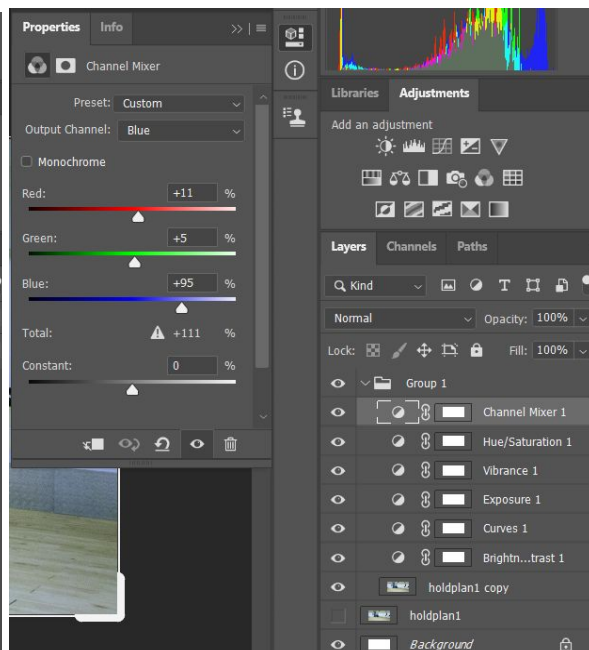 Properties Info
Channel Mixer
Preset: Custom
Output Channel: Blue
Monochrome
Red: +11 %
Green: +5 %
Blue: +95 %
Total: +111 %
Constant: 0 %
Libraries Adjustments
Add an adjustment
Layers Channels Paths
Kind
Normal Opacity: 100%
Lock: Fill: 100%
Group 1
Channel Mixer 1
Hue/Saturation 1
Vibrance 1
Exposure 1
Curves 1
Brightn...trast 1
holdplan1 copy
holdplan1
Background